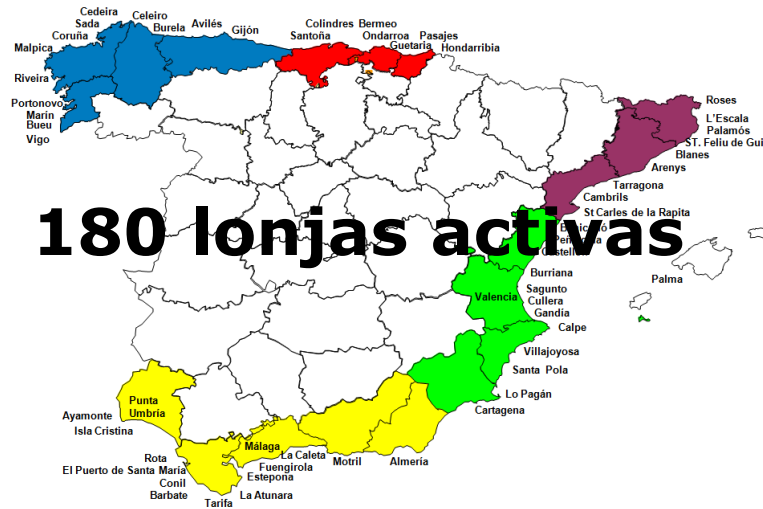 Cedeira
Celeiro
Sada
Burela
Avilés
Coruña
Gijón
Malpica
Riveira
Portonovo
Marín
Bueu
Vigo
Colindres
Bermeo
Santoña
Ondarroa
Pasajes
Guetaria
Hondarribia
Roses
L'Escala
Palamós
ST. Feliu de Gui
Blanes
Arenys
Tarragona
Cambrils
St Carles de la Rapita
180 lonjas activas
Burriana
Palma
Valencia
Sagunto
Cullera
Gandia
Calpe
Villajoyosa
Santa Pola
Lo Pagán
Cartagena
Punta
Umbría
Ayamonte
Isla Cristina
Málaga
La Caleta
Rota
El Puerto de Santa María
Fuengirola
Motril
Almería
Conil
Estepona
Barbate
Tarifa
La Atunara